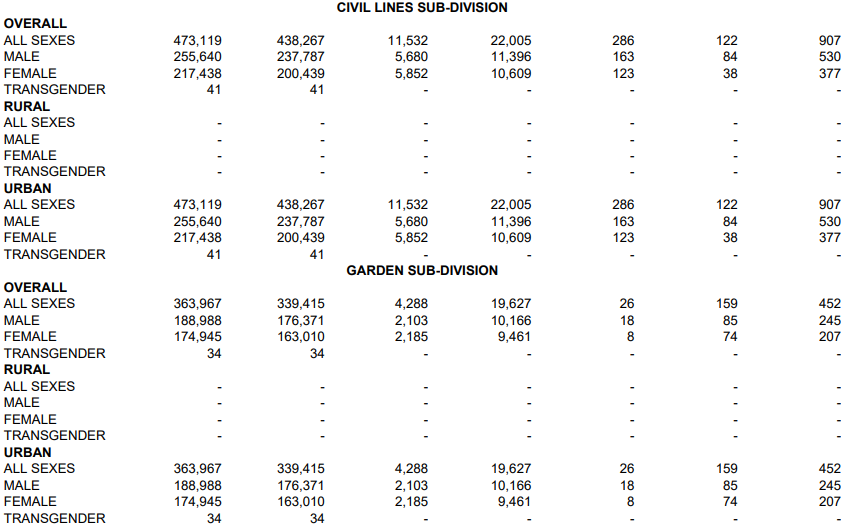 CIVIL LINES SUB-DIVISION
OVERALL
ALL SEXES 473,119 438,267 11,532 22,005 286 122 907
MALE 255,640 237,787 5,680 11,396 163 84 530
FEMALE 217,438 200,439 5,852 10,609 123 38 377
TRANSGENDER 41 41 - - - - -
RURAL
ALL SEXES - - - - - - -
MALE - - - - - - -
FEMALE - - - - - - -
TRANSGENDER - - - - - - -
URBAN
ALL SEXES 473,119 438,267 11,532 22,005 286 122 907
MALE 255,640 237,787 5,680 11,396 163 84 530
FEMALE 217,438 200,439 5,852 10,609 123 38 377
TRANSGENDER 41 41 - - - - -
GARDEN SUB-DIVISION
OVERALL
ALL SEXES 363,967 339,415 4,288 19,627 26 159 452
MALE 188,988 176,371 2,103 10,166 18 85 245
FEMALE 174,945 163,010 2,185 9,461 8 74 207
TRANSGENDER 34 34 - - - - -
RURAL
ALL SEXES - - - - - - -
MALE - - - - - - -
FEMALE - - - - - - -
TRANSGENDER - - - - - - -
URBAN
ALL SEXES 363,967 339,415 4,288 19,627 26 159 452
MALE 188,988 176,371 2,103 10,166 18 85 245
FEMALE 174,945 163,010 2,185 9,461 8 74 207
TRANSGENDER 34 34 - - - - -